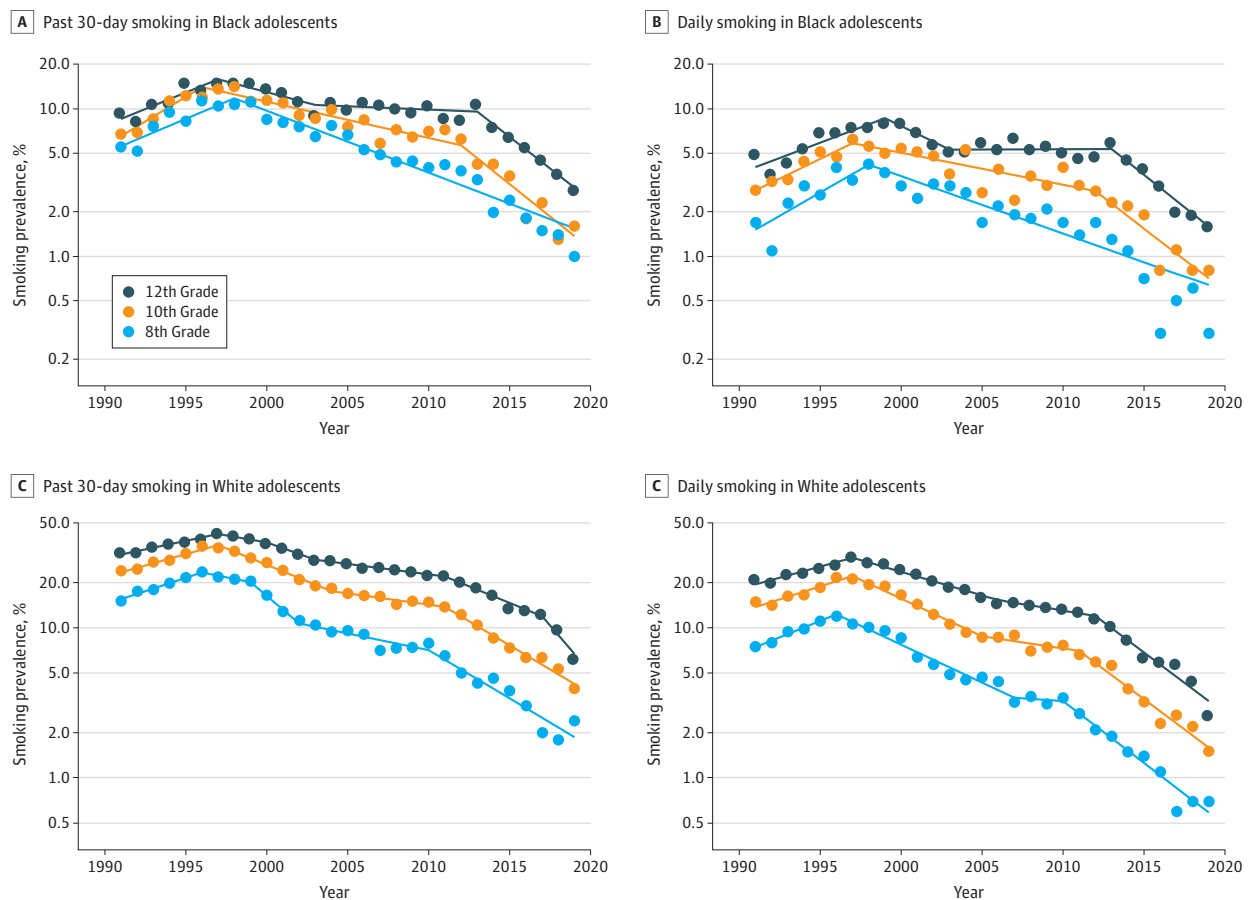 A Past 30-day smoking in Black adolescents
20.0
10.0
5.0
2.0
1.0
0.5
0.2
Smoking prevalence, %
12th Grade
10th Grade
8th Grade
1990 1995 2000 2005 2010 2015 2020
Year
B Daily smoking in Black adolescents
20.0
10.0
5.0
2.0
1.0
0.5
0.2
Smoking prevalence, %
1990 1995 2000 2005 2010 2015 2020
Year
C Past 30-day smoking in White adolescents
50.0
20.0
10.0
5.0
2.0
1.0
0.5
Smoking prevalence, %
1990 1995 2000 2005 2010 2015 2020
Year
C Daily smoking in White adolescents
50.0
20.0
10.0
5.0
2.0
1.0
0.5
Smoking prevalence, %
1990 1995 2000 2005 2010 2015 2020
Year